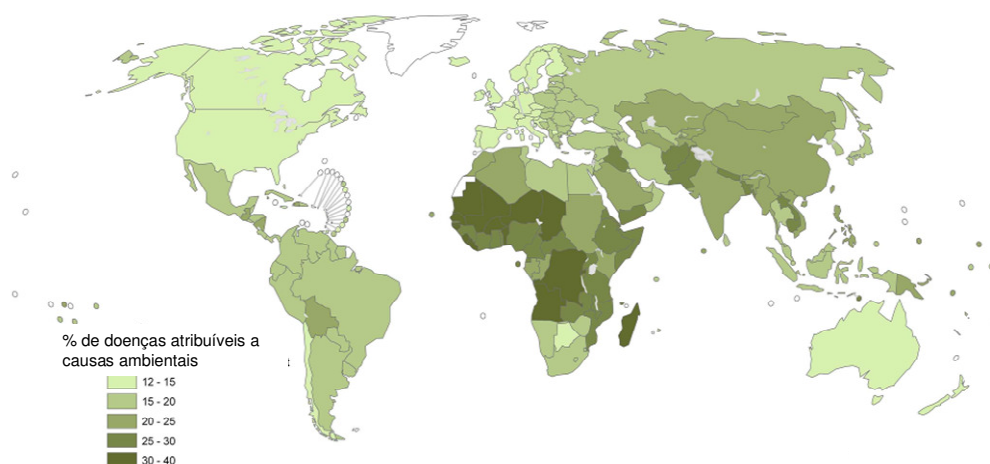 % de doenças atribuíveis a
causas ambientais
12 - 15
15 - 20
20 - 25
25 - 30
30 - 40